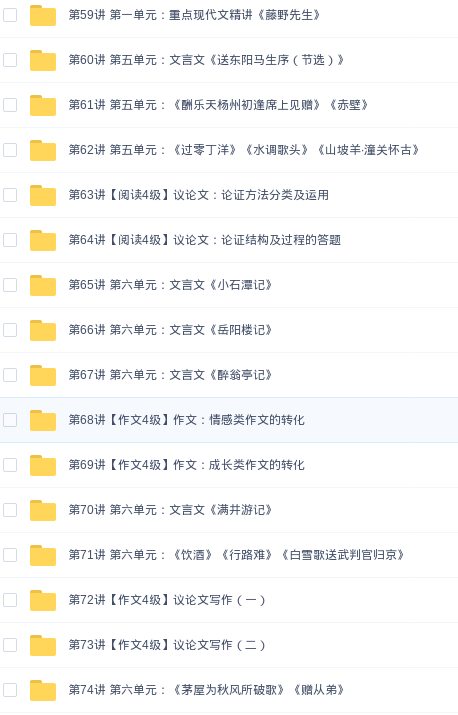 第59讲 第一单元：重点现代文精讲《藤野先生》
第60讲 第五单元：文言文《送东阳马生序（节选）》
第61讲 第五单元：《酬乐天杨州初逢席上见赠》《赤壁》
第62讲 第五单元：《过零丁洋》《水调歌头》《山坡羊·潼关怀古》
第63讲【阅读4级】议论文：论证方法分类及运用
第64讲【阅读4级】议论文：论证结构及过程的答题
第65讲 第六单元：文言文《小石潭记》
第66讲 第六单元：文言文《岳阳楼记》
第67讲 第六单元：文言文《醉翁亭记》
第68讲【作文4级】作文：情感类作文的转化
第69讲【作文4级】作文：成长类作文的转化
第70讲 第六单元：文言文《满井游记》
第71讲 第六单元：《饮酒》《行路难》《白雪歌送武判官归京》
第72讲【作文4级】议论文写作（一）
第73讲【作文4级】议论文写作（二）
第74讲 第六单元：《茅屋为秋风所破歌》《赠从弟》